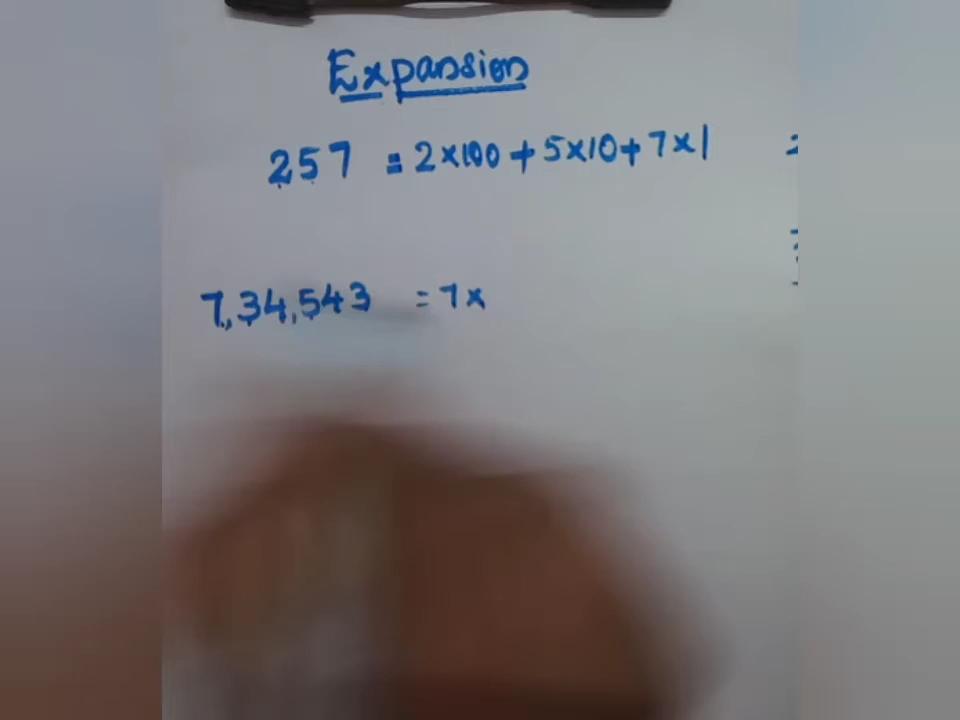 Expansion
257 = 2×100 + 5×10 + 7×1
7,34,543 = 7×